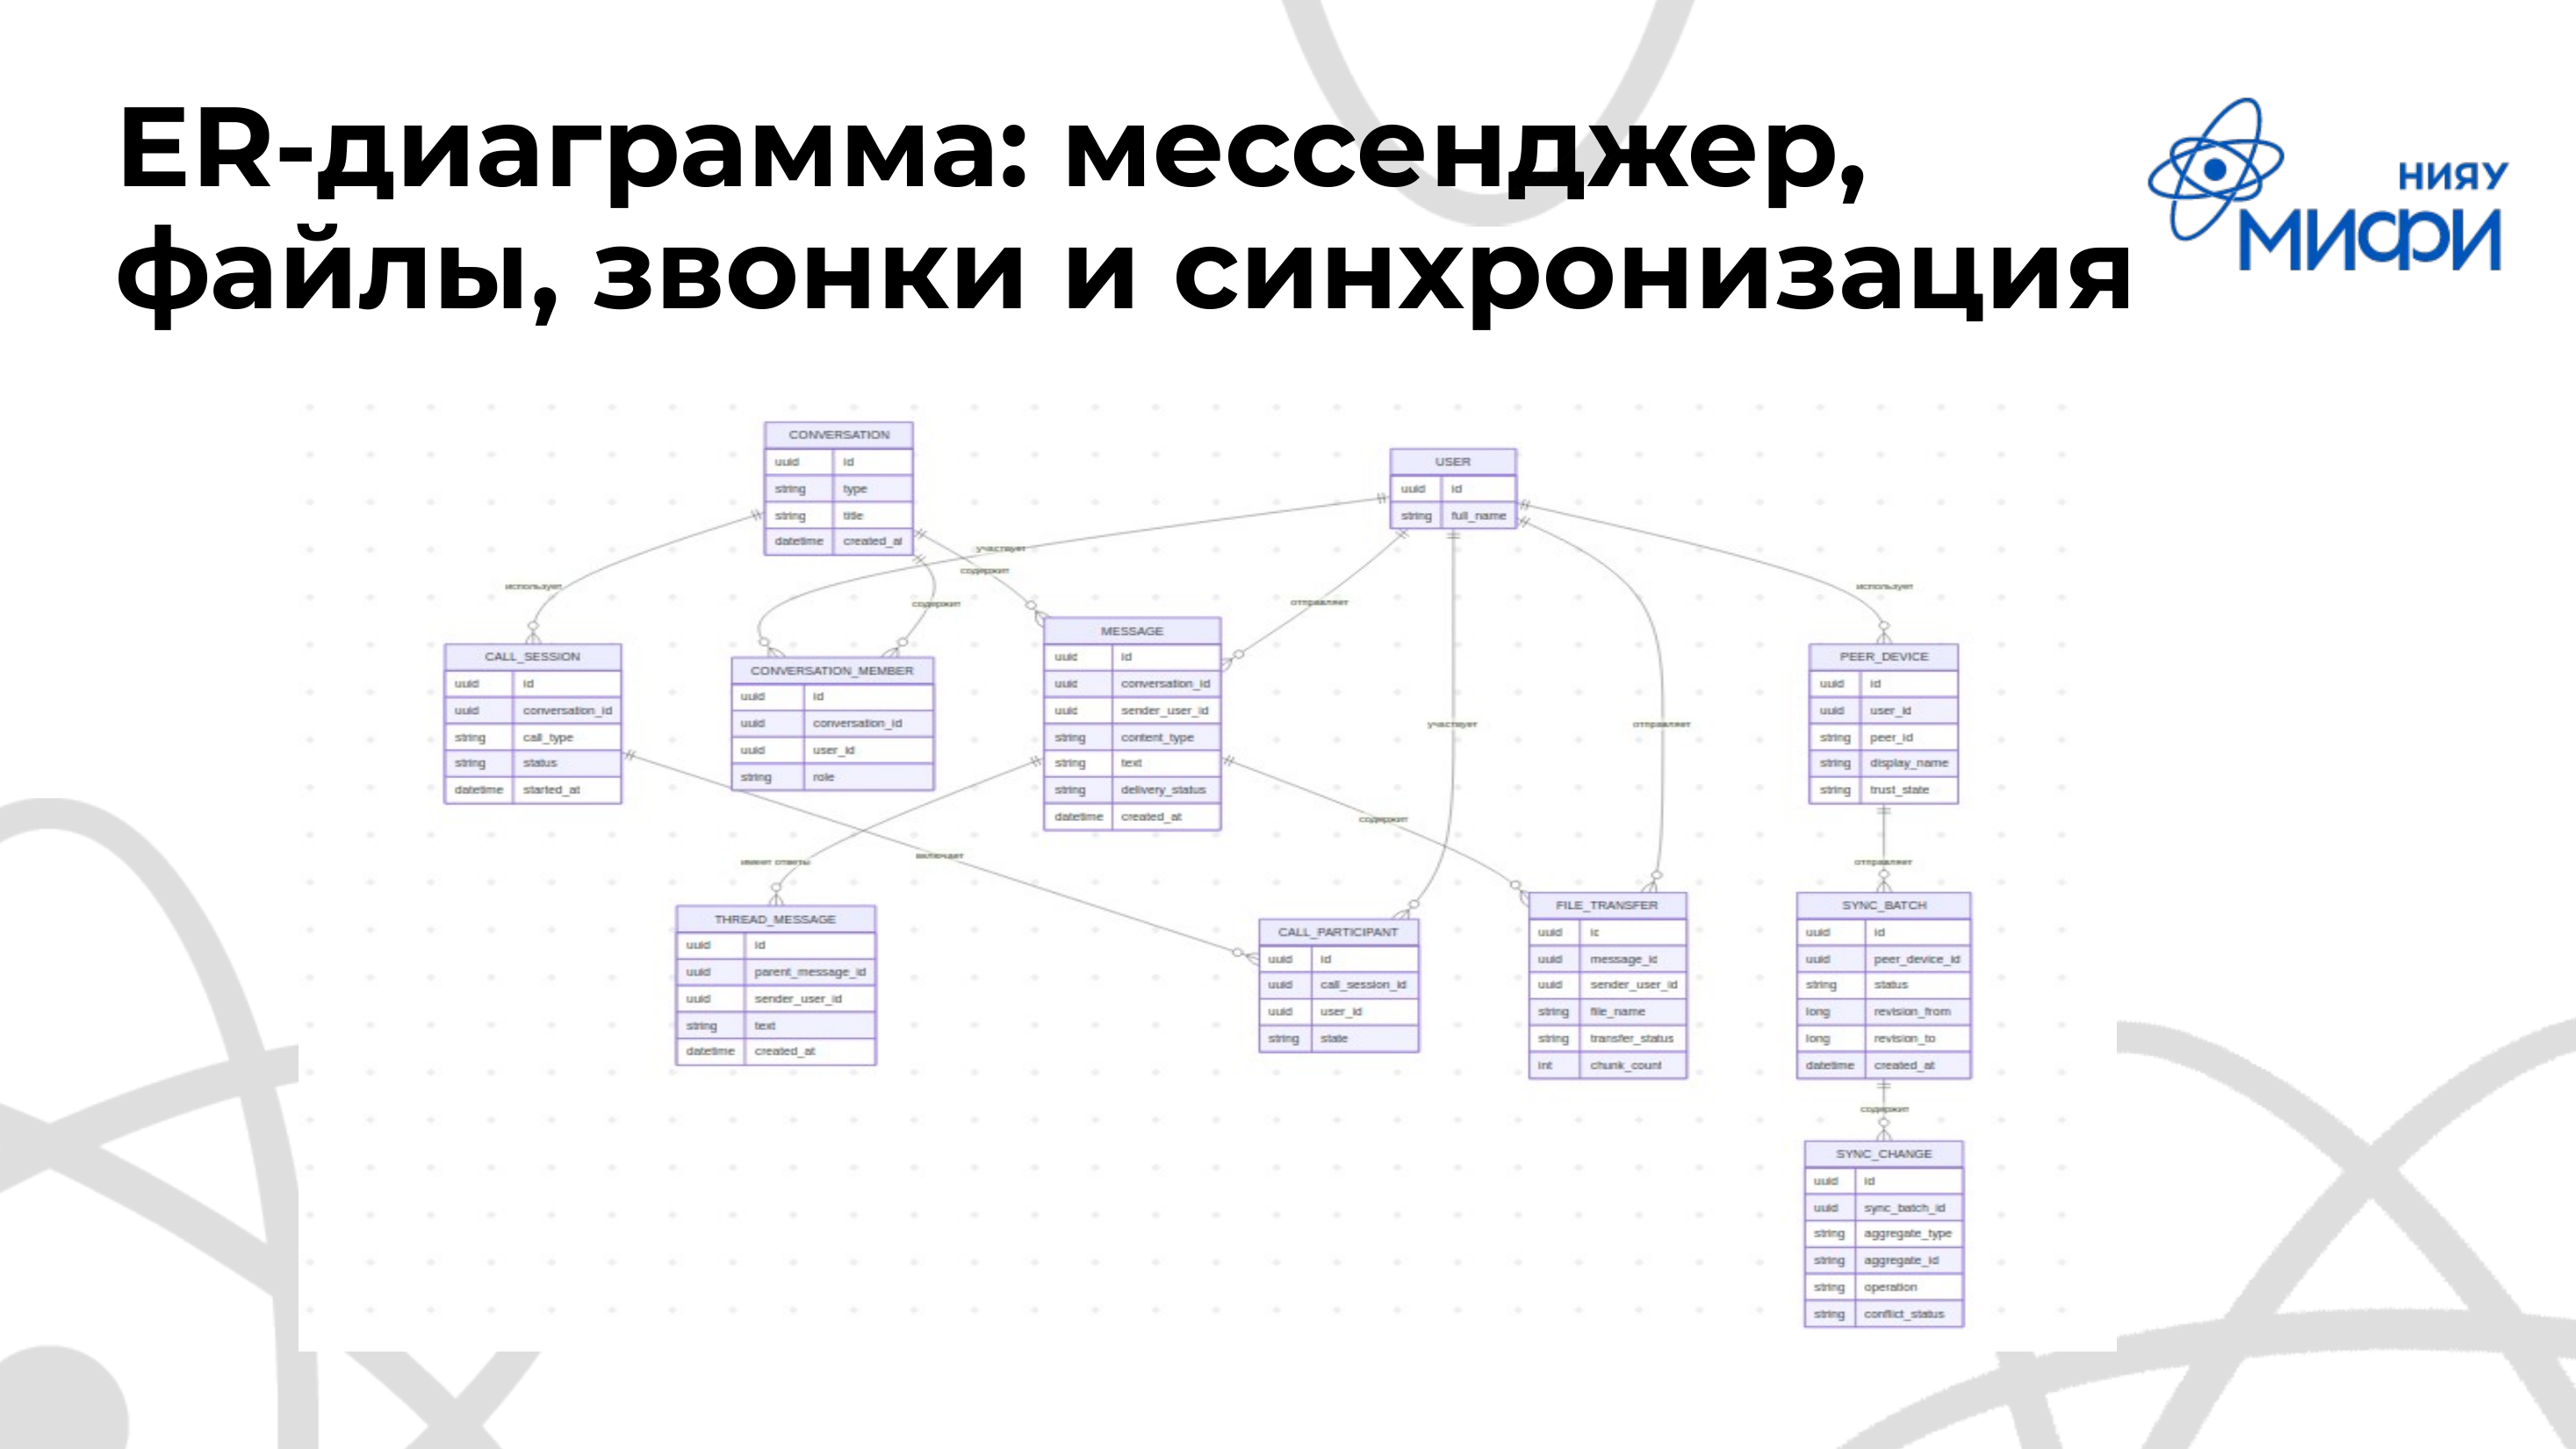 ER-диаграмма: мессенджер,
файлы, звонки и синхронизация
НИЯУ
МИФИ
CONVERSATION
uuid id
string type
string title
datetime created_at
USER
uuid id
string full_name
участвует
содержит
использует
содержит
отправляет
использует
CALL_SESSION
uuid id
uuid conversation_id
string call_type
string status
datetime started_at
CONVERSATION_MEMBER
uuid id
uuid conversation_id
uuid user_id
string role
MESSAGE
uuid id
uuid conversation_id
uuid sender_user_id
string content_type
string text
string delivery_status
datetime created_at
PEER_DEVICE
uuid id
uuid user_id
string peer_id
string display_name
string trust_state
участвует
отправляет
содержит
имеет ответы
включает
отправляет
THREAD_MESSAGE
uuid id
uuid parent_message_id
uuid sender_user_id
string text
datetime created_at
CALL_PARTICIPANT
uuid id
uuid call_session_id
uuid user_id
string state
FILE_TRANSFER
uuid ic
uuid message_id
uuid sender_user_id
string file_name
string transfer_status
int chunk_count
SYNC_BATCH
uuid id
uuid peer_device_id
string status
long revision_from
long revision_to
datetime created_at
содержит
SYNC_CHANGE
uuid id
uuid sync_batch_id
string aggregate_type
string aggregate_id
string operation
string conflict_status